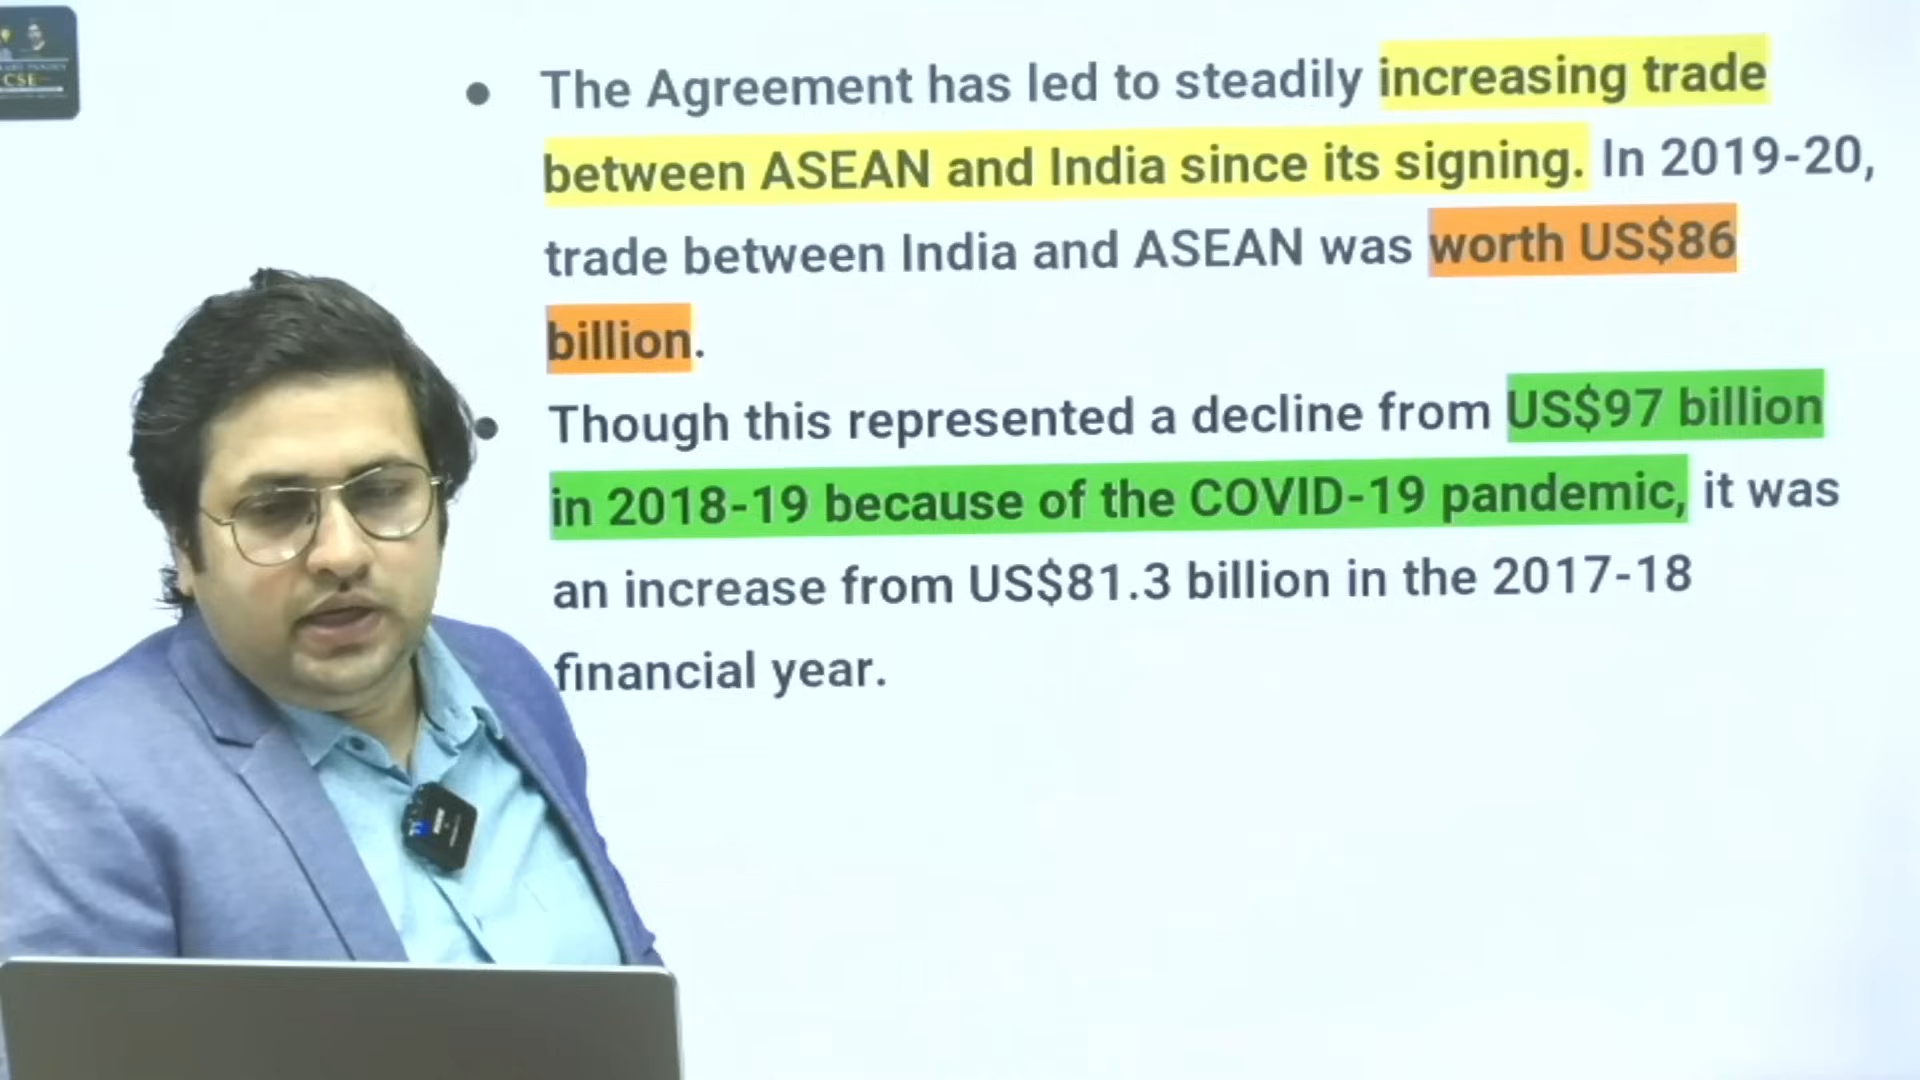 CSE
The Agreement has led to steadily increasing trade
between ASEAN and India since its signing. In 2019-20,
trade between India and ASEAN was worth US$86
billion.
Though this represented a decline from US$97 billion
in 2018-19 because of the COVID-19 pandemic, it was
an increase from US$81.3 billion in the 2017-18
financial year.